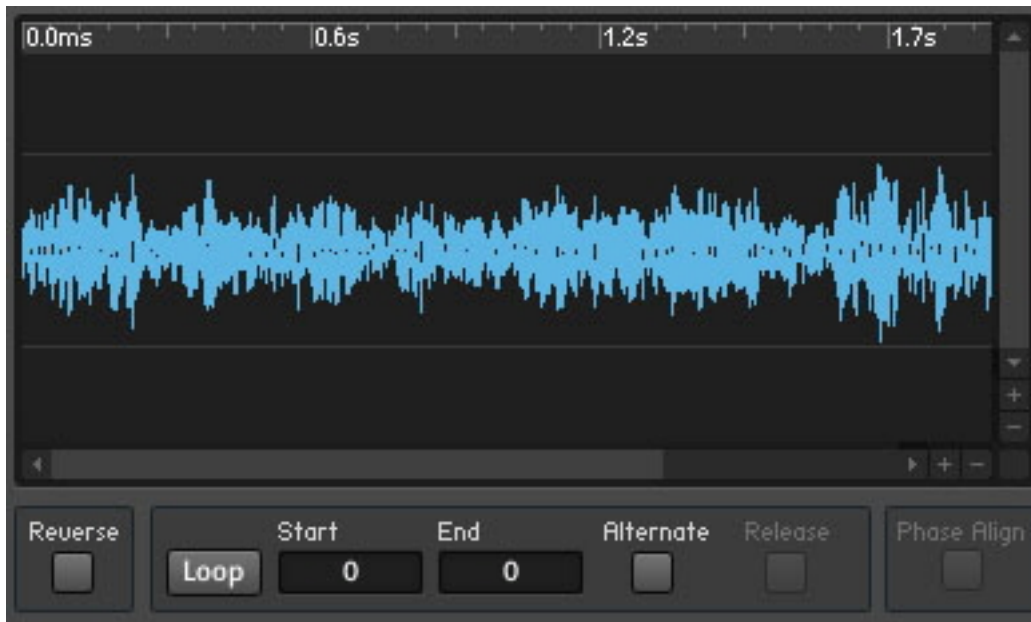 0.0ms 0.6s 1.2s 1.7s
Reverse Start End Alternate Release Phase Align
Loop 0 0